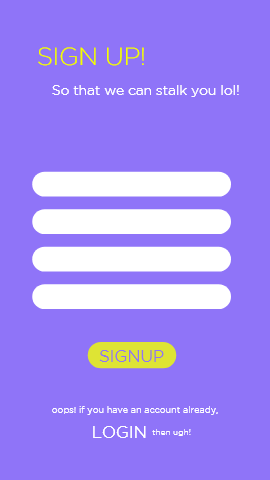 SIGN UP!
So that we can stalk you lol!
SIGNUP
oops! if you have an account already,
LOGIN then ugh!